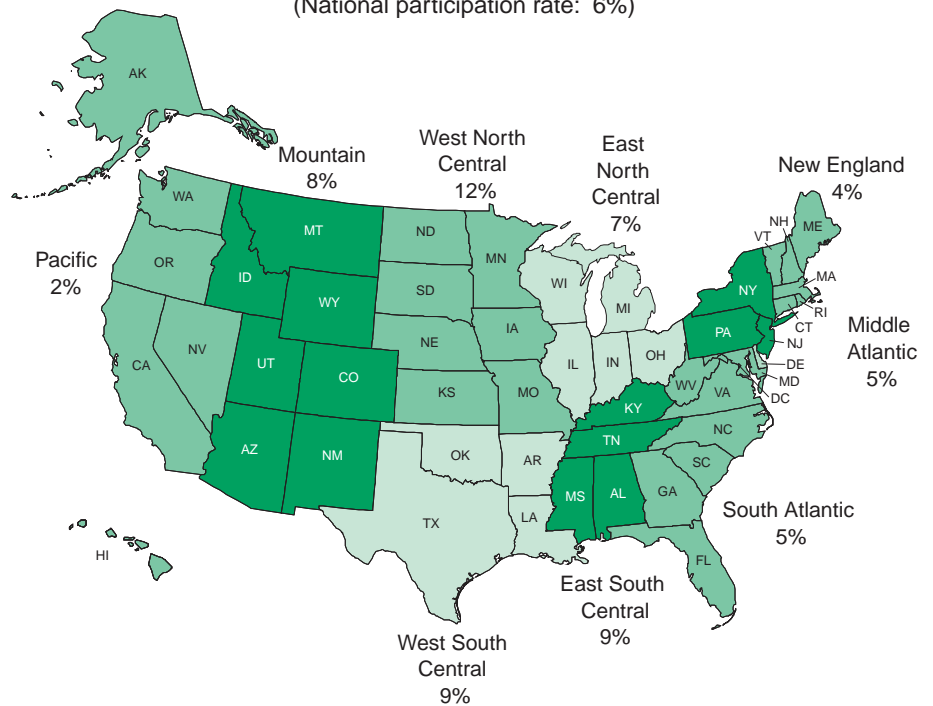 (National participation rate: 6%)
AK
Mountain
8%
West North
Central
12%
East
North
Central
7%
New England
4%
Pacific
2%
WA
OR
CA
NV
ID
MT
WY
UT
CO
AZ
NM
ND
SD
NE
KS
MN
IA
MO
WI
MI
IL
IN
OH
OK
AR
TX
LA
KY
TN
MS
AL
NY
PA
NJ
VT
NH
ME
MA
RI
CT
DE
MD
DC
WV
VA
NC
SC
GA
FL
HI
Middle
Atlantic
5%
South Atlantic
5%
East South
Central
9%
West South
Central
9%